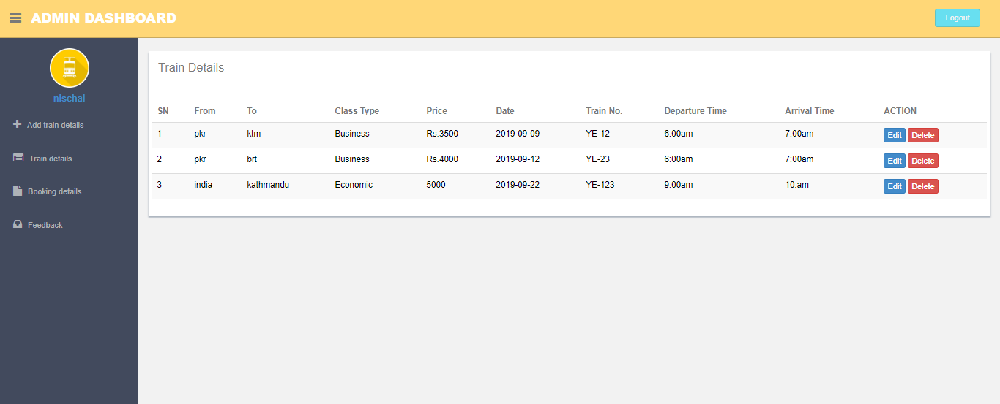 ADMIN DASHBOARD Logout
nischal
Add train details
Train details
Booking details
Feedback
Train Details
SN From To Class Type Price Date Train No. Departure Time Arrival Time ACTION
1 pkr ktm Business Rs.3500 2019-09-09 YE-12 6:00am 7:00am Edit Delete
2 pkr brt Business Rs.4000 2019-09-12 YE-23 6:00am 7:00am Edit Delete
3 india kathmandu Economic 5000 2019-09-22 YE-123 9:00am 10:am Edit Delete